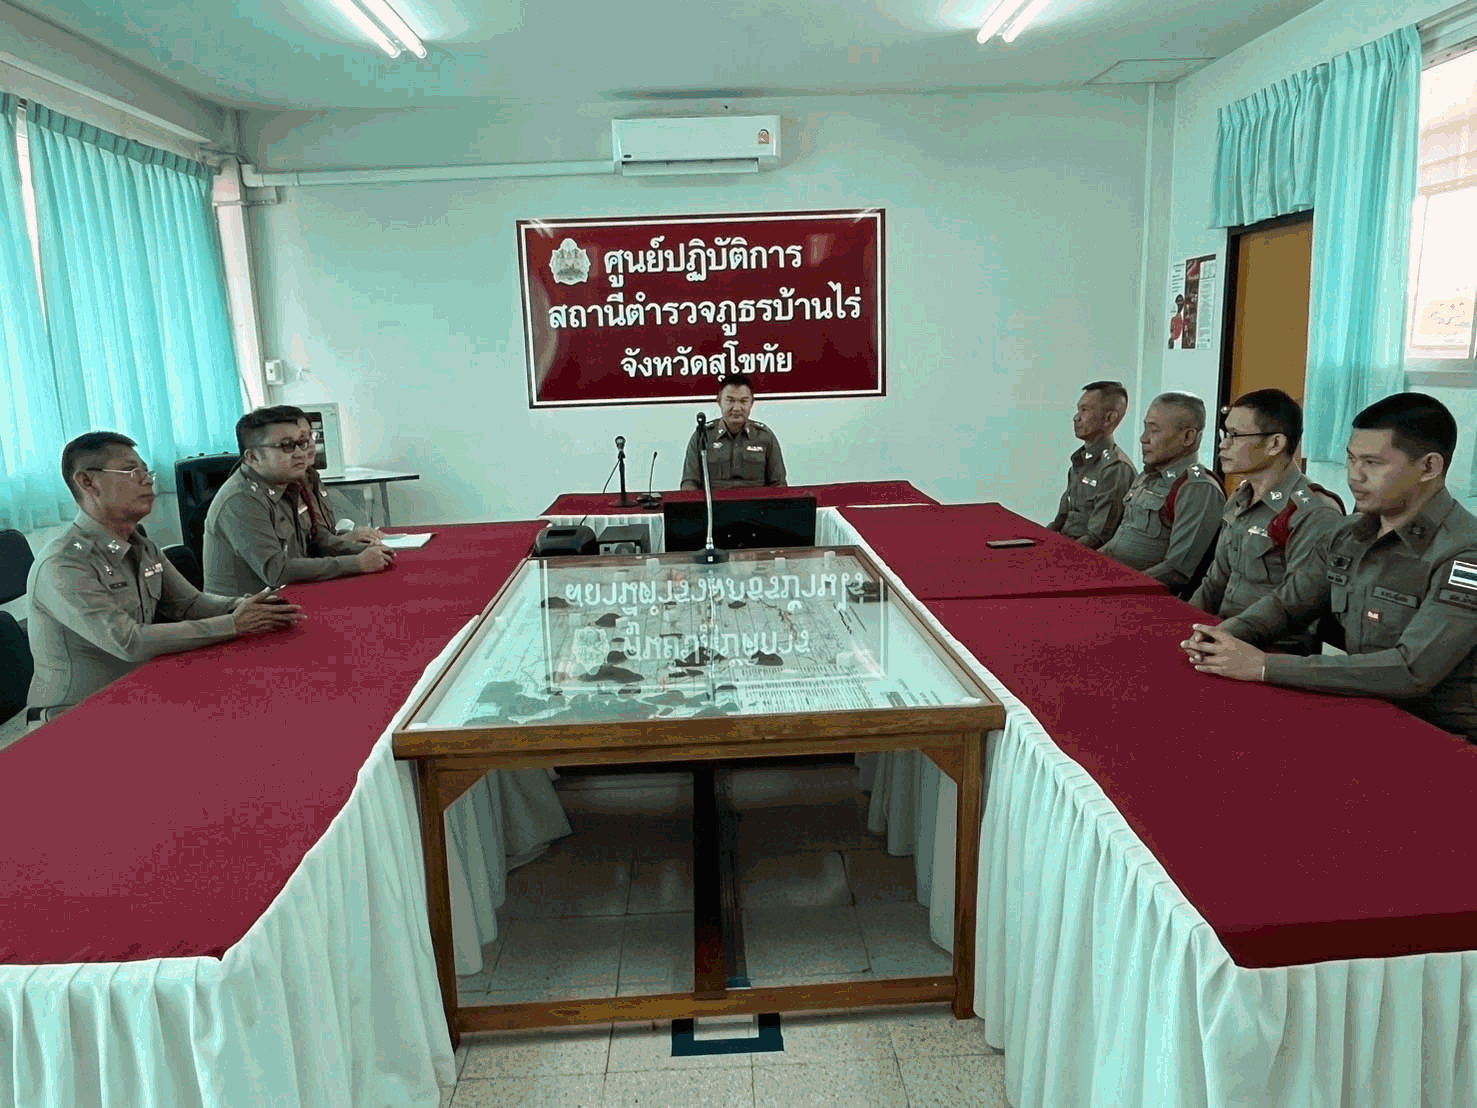 ศูนย์ปฏิบัติการ
สถานีตำรวจภูธรบ้านไร่
จังหวัดสุโขทัย